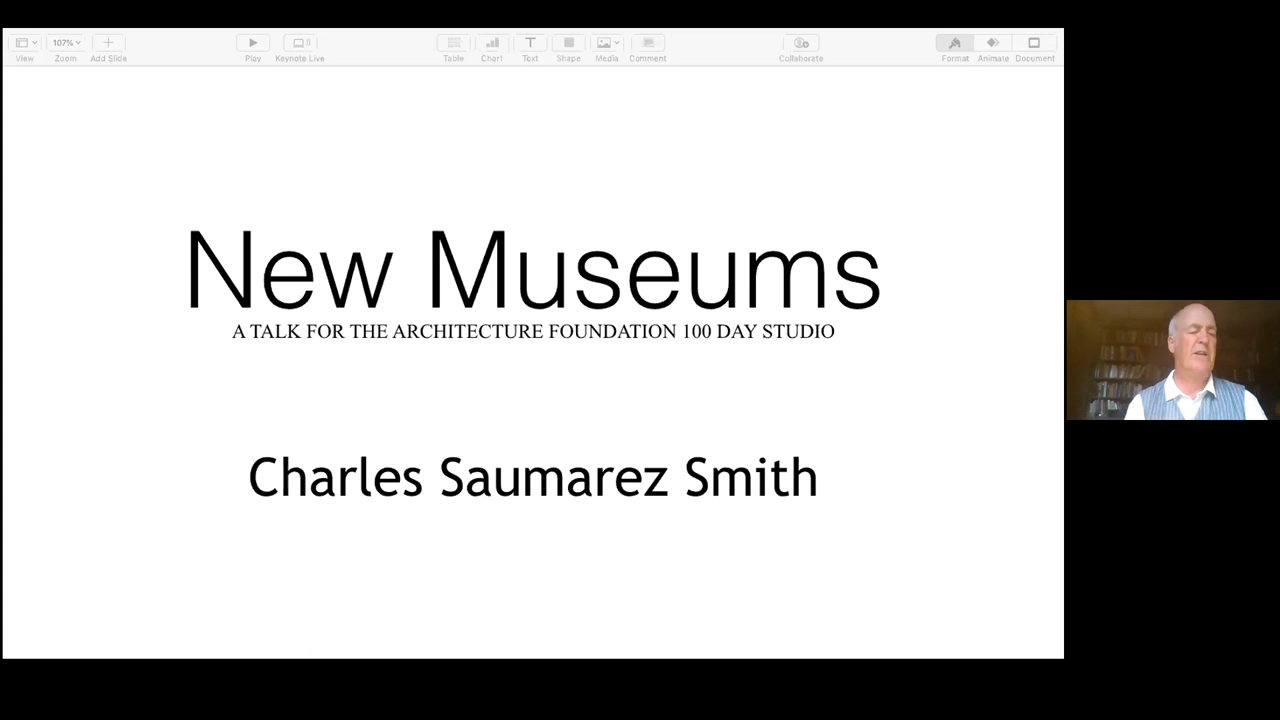 107%
View
Zoom
Add Slide
Play
Keynote Live
Table
Chart
Text
Shape
Media
Comment
Collaborate
Format
Animate
Document
New Museums
A TALK FOR THE ARCHITECTURE FOUNDATION 100 DAY STUDIO
Charles Saumarez Smith